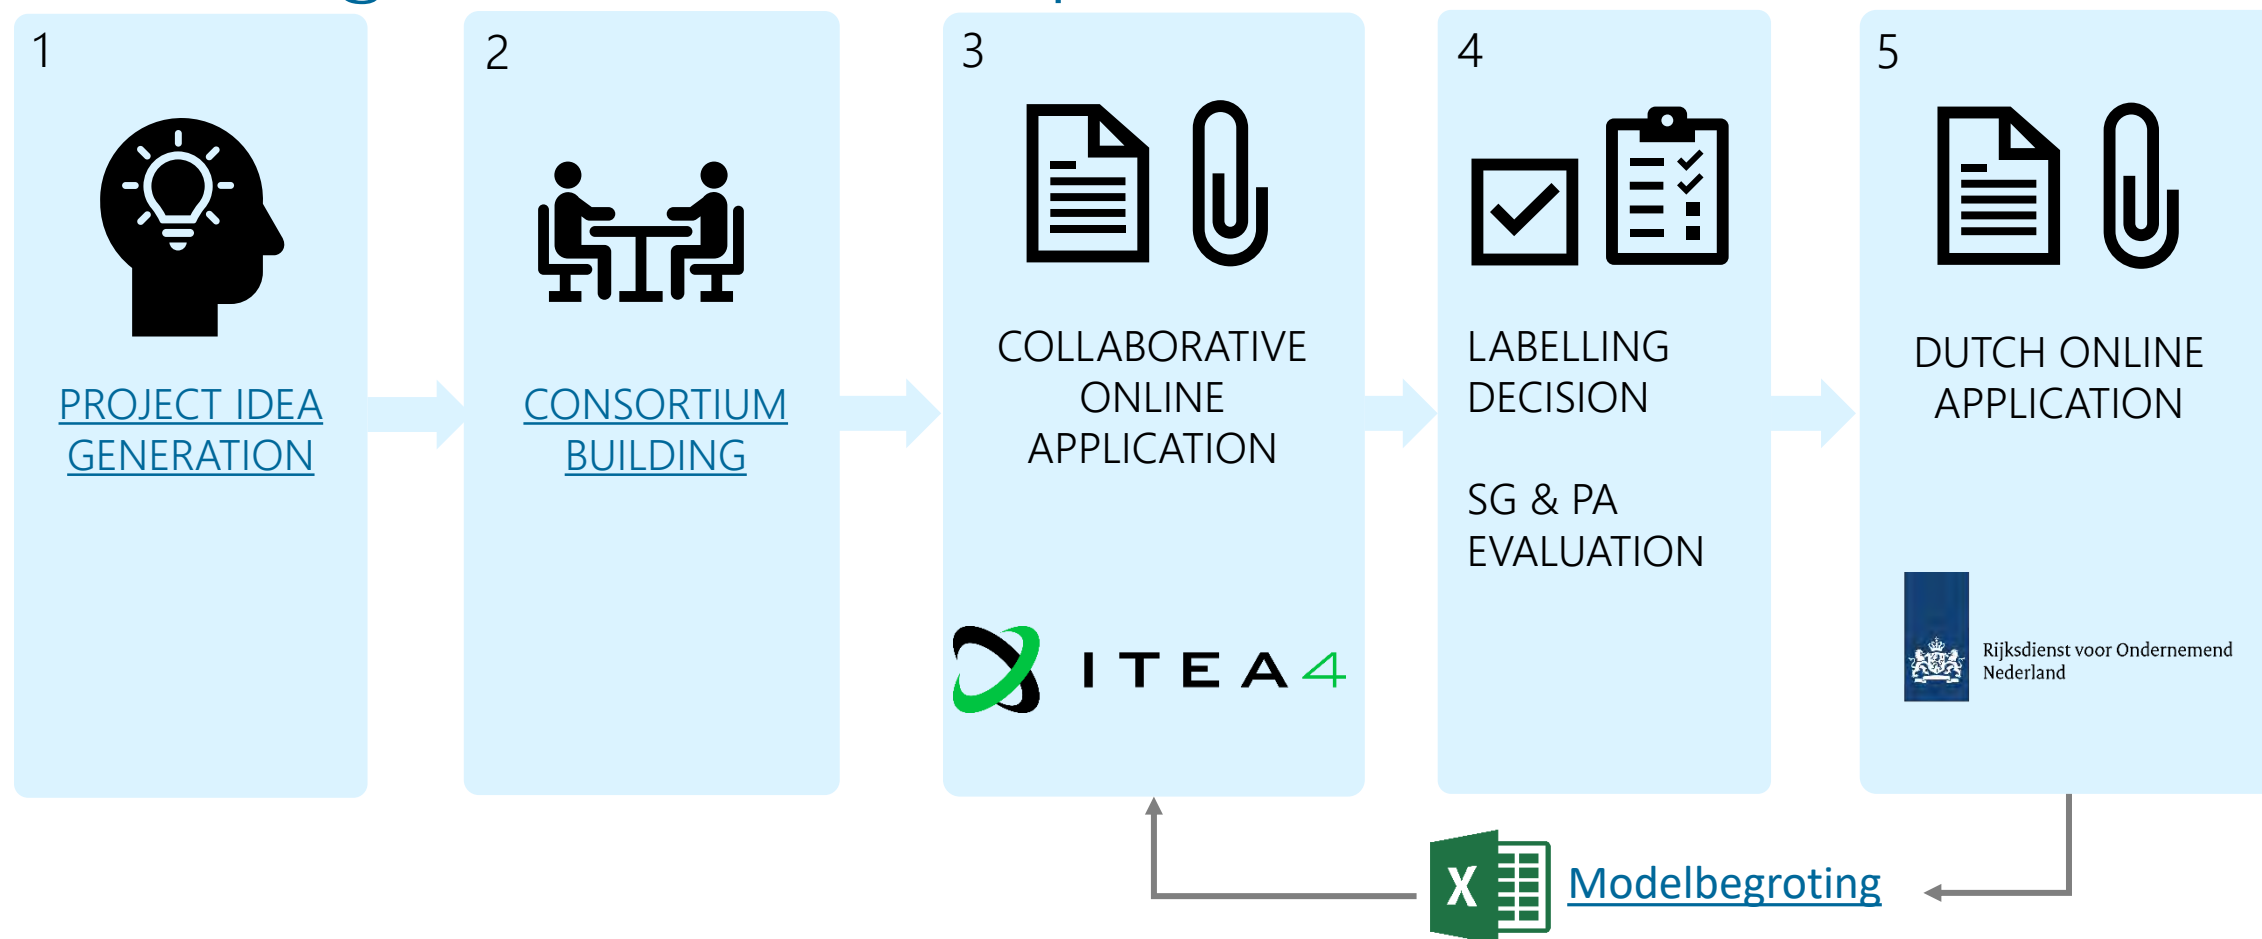 1
PROJECT IDEA
GENERATION
2
CONSORTIUM
BUILDING
3
COLLABORATIVE
ONLINE
APPLICATION
ITEA4
4
LABELLING
DECISION
SG & PA
EVALUATION
5
DUTCH ONLINE
APPLICATION
Rijksdienst voor Ondernemend
Nederland
X
Modelbegroting